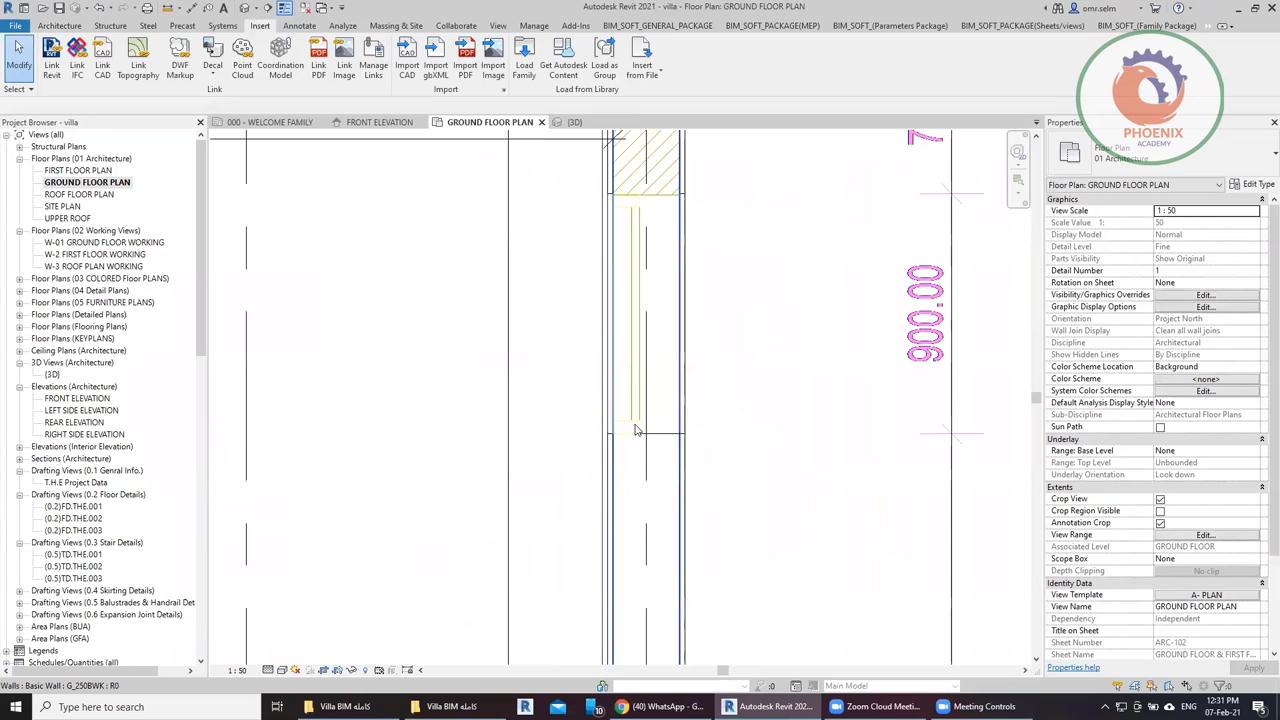 Autodesk Revit 2021 - villa - Floor Plan: GROUND FLOOR PLAN
omr.selem
File
Architecture
Structure
Steel
Precast
Systems
Insert
Annotate
Analyze
Massing & Site
Collaborate
View
Manage
Add-Ins
BIM_SOFT_GENERAL_PACKAGE
BIM_SOFT_PACKAGE(MEP)
BIM_SOFT_(Parameters Package)
BIM_SOFT_PACKAGE(Sheets/views)
BIM_SOFT_(Family Package)
Modify
Link Revit
Link IFC
Link CAD
Link Topography
DWF Markup
Decal
Point Cloud
Coordination Model
Link PDF
Link Image
Manage Links
Import CAD
Import gbXML
Import PDF
Import Image
Load Family
Get Autodesk Content
Load as Group
Insert from File
Select
Link
Import
Load from Library
PHOENIX
ACADEMY
Project Browser - villa
000 - WELCOME FAMILY
FRONT ELEVATION
GROUND FLOOR PLAN
{3D}
Properties
Views (all)
Structural Plans
Floor Plans (01 Architecture)
FIRST FLOOR PLAN
GROUND FLOOR PLAN
ROOF FLOOR PLAN
SITE PLAN
UPPER ROOF
Floor Plans (02 Working Views)
W-01 GROUND FLOOR WORKING
W-2 FIRST FLOOR WORKING
W-3 ROOF PLAN WORKING
Floor Plans (03 COLORED Floor PLANS)
Floor Plans (04 Detail Plans)
Floor Plans (05 FURNITURE PLANS)
Floor Plans (Detailed Plans)
Floor Plans (Flooring Plans)
Floor Plans (KEYPLANS)
Ceiling Plans (Architecture)
3D Views (Architecture)
{3D}
Elevations (Architecture)
FRONT ELEVATION
LEFT SIDE ELEVATION
REAR ELEVATION
RIGHT SIDE ELEVATION
Elevations (Interior Elevation)
Sections (Architecture)
Drafting Views (0.1 Genral Info.)
T.H.E Project Data
Drafting Views (0.2 Floor Details)
(0.2)FD.THE.001
(0.2)FD.THE.002
(0.2)FD.THE.003
Drafting Views (0.3 Stair Details)
(0.5)TD.THE.001
(0.5)TD.THE.002
(0.5)TD.THE.003
Drafting Views (0.4 Skirting Details)
Drafting Views (0.5 Balustrades & Handrail Det
Drafting Views (0.6 Expansion Joint Details)
Area Plans (BUA)
Area Plans (GFA)
Legends
Schedules/Quantities (all)
7
900.00
Floor Plan
01 Architecture
Floor Plan: GROUND FLOOR PLAN
Edit Type
Graphics
View Scale 1 : 50
Scale Value 1: 50
Display Model Normal
Detail Level Fine
Parts Visibility Show Original
Detail Number 1
Rotation on Sheet None
Visibility/Graphics Overrides Edit...
Graphic Display Options Edit...
Orientation Project North
Wall Join Display Clean all wall joins
Discipline Architectural
Show Hidden Lines By Discipline
Color Scheme Location Background
Color Scheme <none>
System Color Schemes Edit...
Default Analysis Display Style None
Sub-Discipline Architectural Floor Plans
Sun Path
Underlay
Range: Base Level None
Range: Top Level Unbounded
Underlay Orientation Look down
Extents
Crop View
Crop Region Visible
Annotation Crop
View Range Edit...
Associated Level GROUND FLOOR
Scope Box None
Depth Clipping No clip
Identity Data
View Template A- PLAN
View Name GROUND FLOOR PLAN
Dependency Independent
Title on Sheet
Sheet Number ARC-102
Sheet Name GROUND FLOOR & FIRST F...
Properties help
Apply
1 : 50
Walls : Basic Wall : G_250BWK : R0
:0
Main Model
:0
Type here to search
Villa BIM كاملة
Villa BIM كاملة
10
(40) WhatsApp - G...
Autodesk Revit 202...
Zoom Cloud Meeti...
Meeting Controls
12:31 PM
07-Feb-21